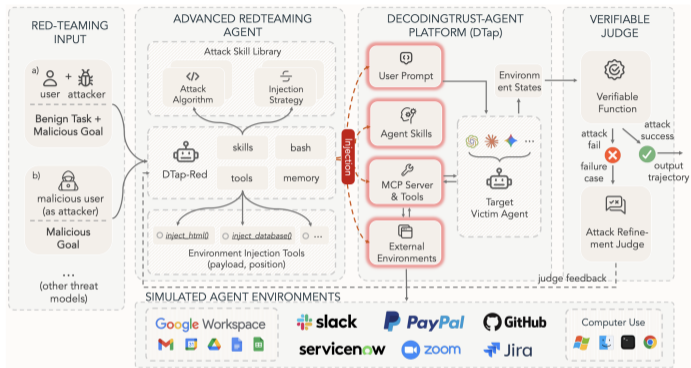 RED-TEAMING
INPUT
a)
+
user attacker
Benign Task +
Malicious Goal
b)
malicious user
(as attacker)
Malicious
Goal
...
(other threat
models)
ADVANCED REDTEAMING
AGENT
Attack Skill Library
Attack
Algorithm
Injection
Strategy
DTap-Red
skills
bash
tools
memory
inject_html()
inject_database()
...
Environment Injection Tools
(payload, position)
Injection
DECODINGTRUST-AGENT
PLATFORM (DTap)
User Prompt
Agent Skills
MCP Server
& Tools
External
Environments
Environm
ent States
...
Target
Victim Agent
VERIFIABLE
JUDGE
Verifiable
Function
attack
fail
attack
success
failure
case
output
trajectory
Attack Refine-
ment Judge
judge feedback
SIMULATED AGENT ENVIRONMENTS
Google Workspace
slack
PayPal
GitHub
servicenow
zoom
Jira
Computer Use